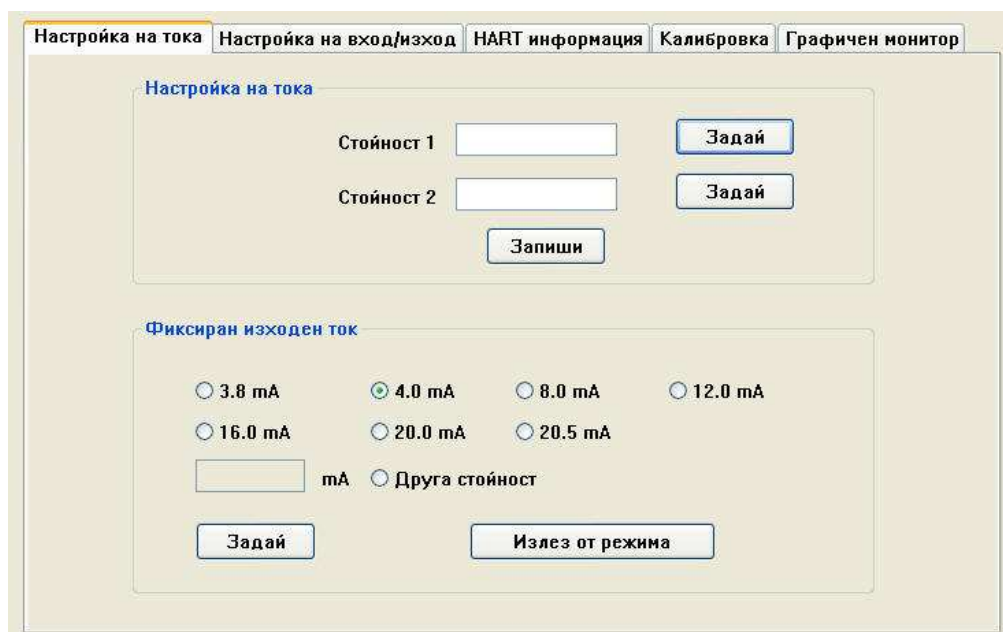 Настройка на тока Настройка на вход/изход HART информация Калибровка Графичен монитор
Настройка на тока
Стойност 1 Задай
Стойност 2 Задай
Запиши
Фиксиран изходен ток
3.8 mA 4.0 mA 8.0 mA 12.0 mA
16.0 mA 20.0 mA 20.5 mA
mA Друга стойност
Задай Излез от режима